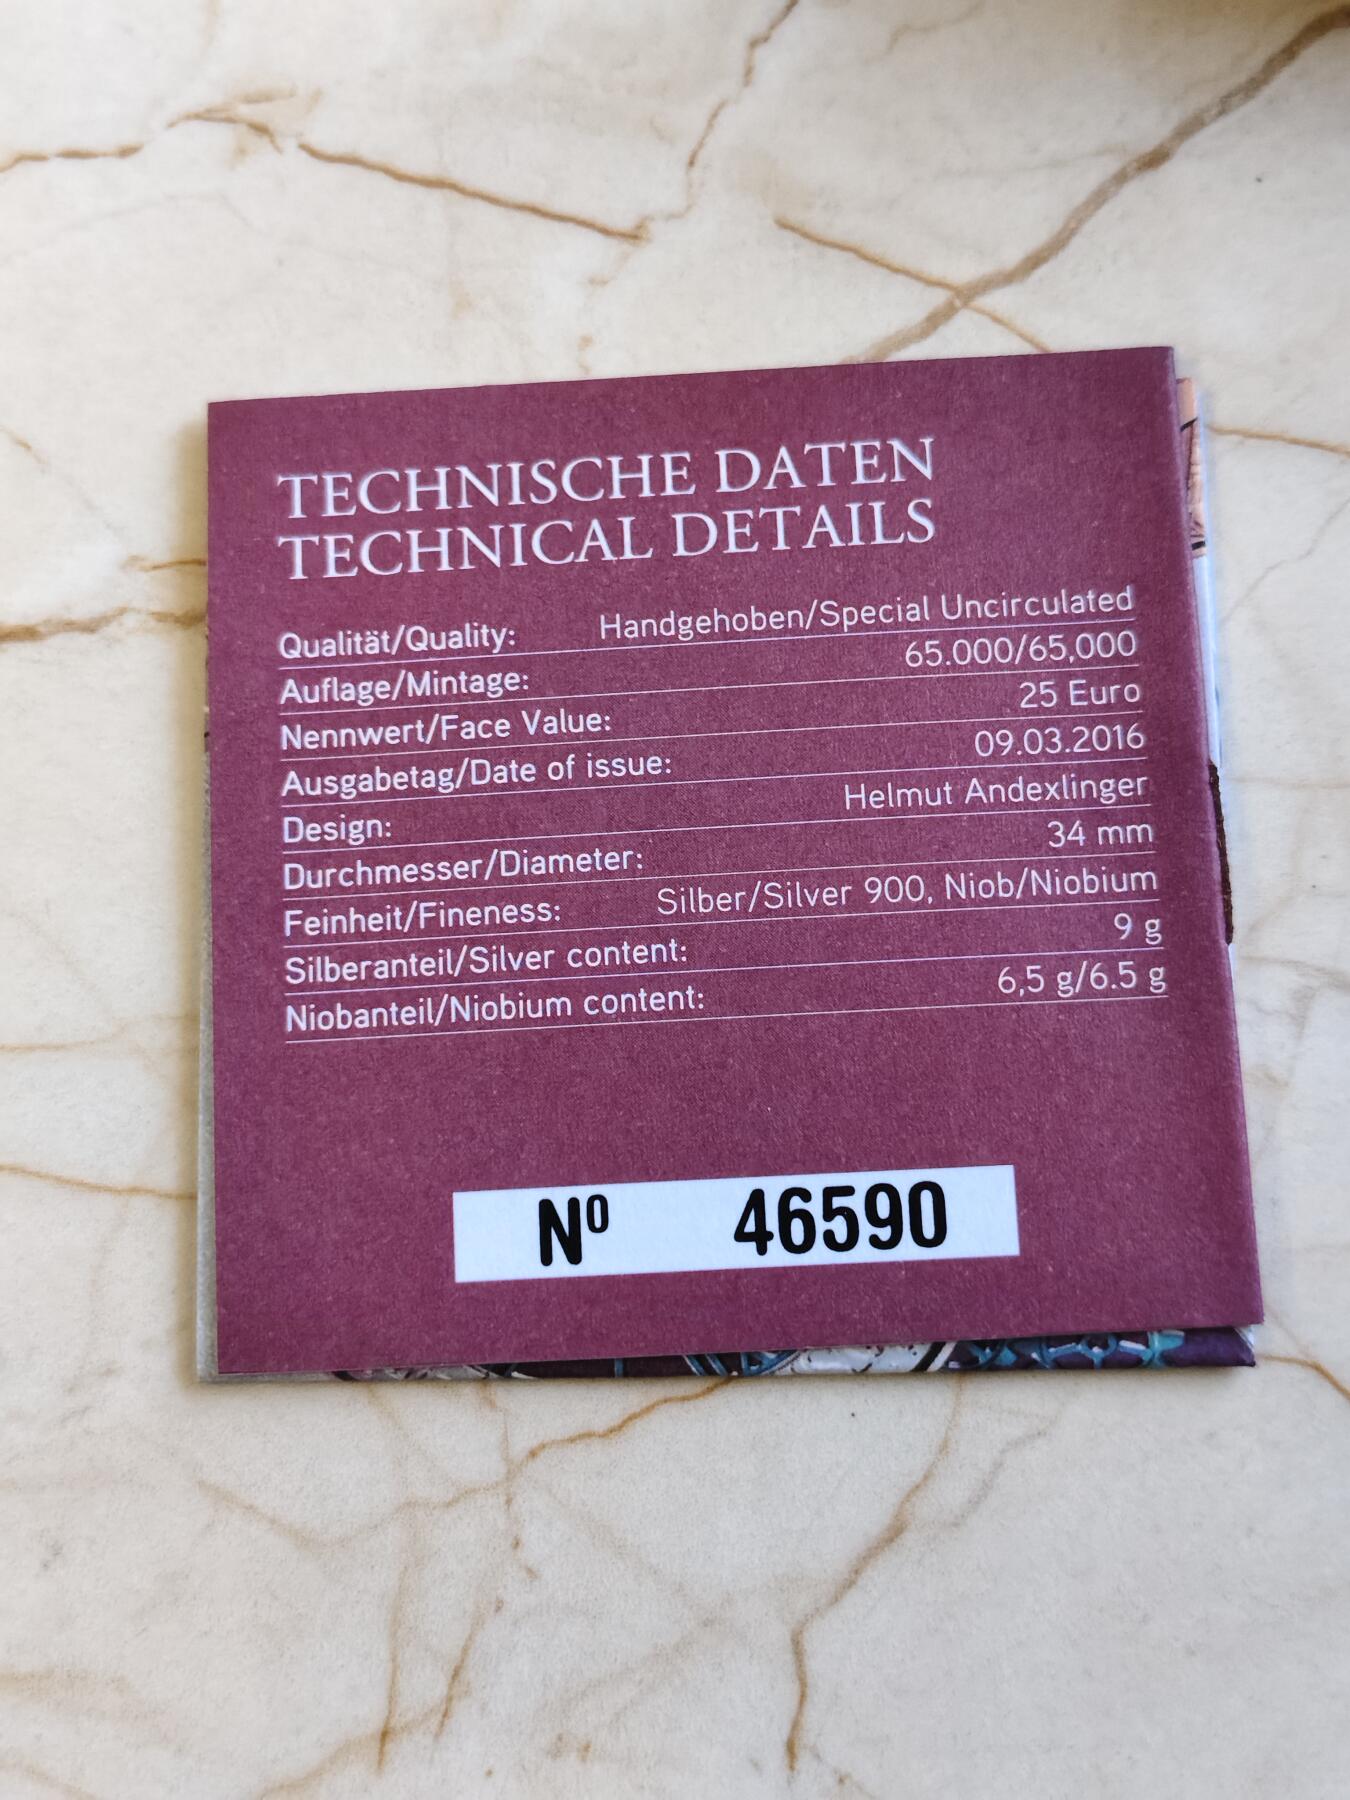 TECHNISCHE DATEN
TECHNICAL DETAILS
Qualität/Quality: Handgehoben/Special Uncirculated
Auflage/Mintage: 65.000/65,000
Nennwert/Face Value: 25 Euro
Ausgabetag/Date of issue: 09.03.2016
Design: Helmut Andexlinger
Durchmesser/Diameter: 34 mm
Feinheit/Fineness: Silber/Silver 900, Niob/Niobium
Silberanteil/Silver content: 9 g
Niobanteil/Niobium content: 6,5 g/6.5 g
Nº 46590